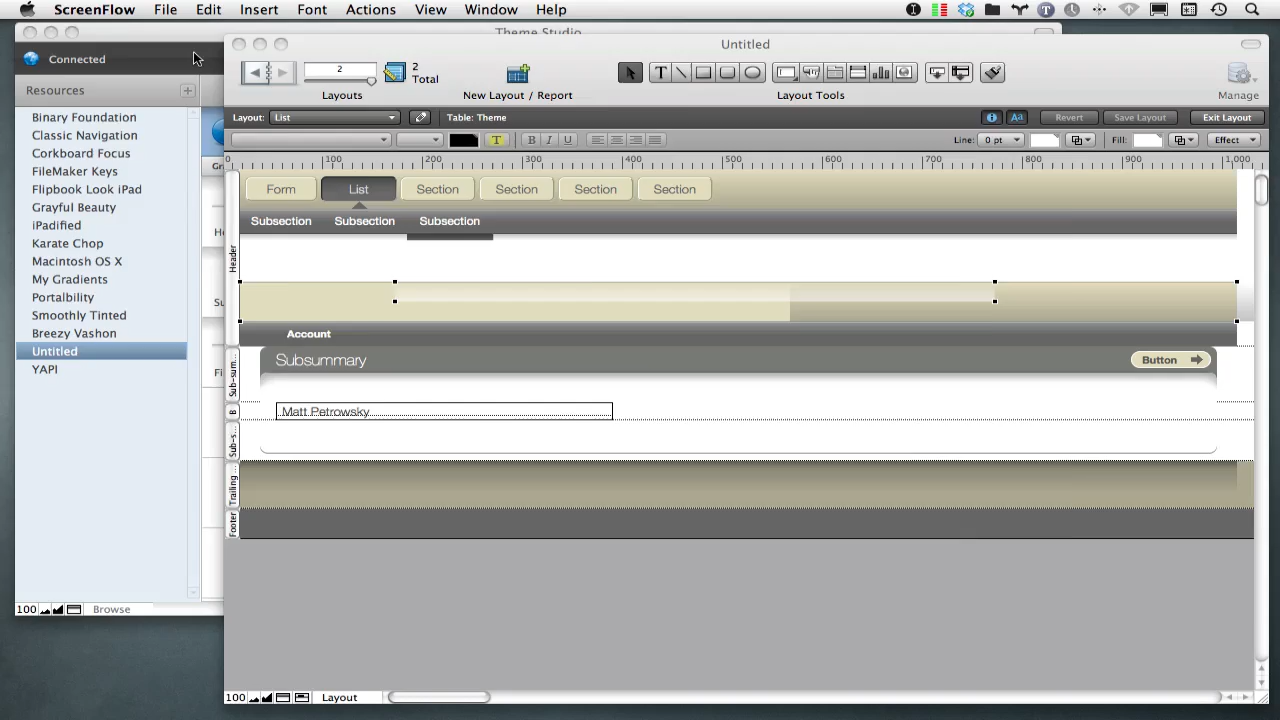 ScreenFlow File Edit Insert Font Actions View Window Help
Theme Studio
Connected
Untitled
Resources
2
2
Total
Layouts
New Layout / Report
Layout Tools
Manage
Layout: List
Table: Theme
Revert
Save Layout
Exit Layout
B I U
Line: 0 pt
Fill:
Effect
0 100 200 300 400 500 600 700 800 900 1,000
Binary Foundation
Classic Navigation
Corkboard Focus
FileMaker Keys
Flipbook Look iPad
Grayful Beauty
iPadified
Karate Chop
Macintosh OS X
My Gradients
Portalbility
Smoothly Tinted
Breezy Vashon
Untitled
YAPI
100
Browse
Form List Section Section Section Section
Subsection Subsection Subsection
Header
Account
Sub-sum...
Subsummary
Button
B
Matt Petrowsky
Sub-s...
Trailing ...
Footer
100
Layout